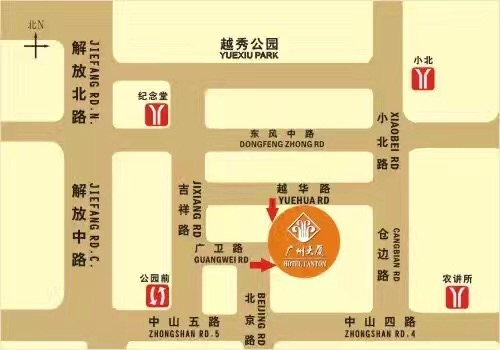 北N
越秀公园
YUEXIU PARK
解放北路
JIEFANG RD.N.
纪念堂
小北
小北路
XIAOBEI RD
东风中路
DONGFENG ZHONG RD
解放中路
JIEFANG RD.C.
吉祥路
JIXIANG RD
越华路
YUEHUA RD
广州大厦
HOTEL CANTON
广卫路
GUANGWEI RD
仓边路
CANGBIAN RD
公园前
农讲所
北京路
BEIJING RD
中山五路
ZHONGSHAN RD.5
中山四路
ZHONGSHAN RD.4